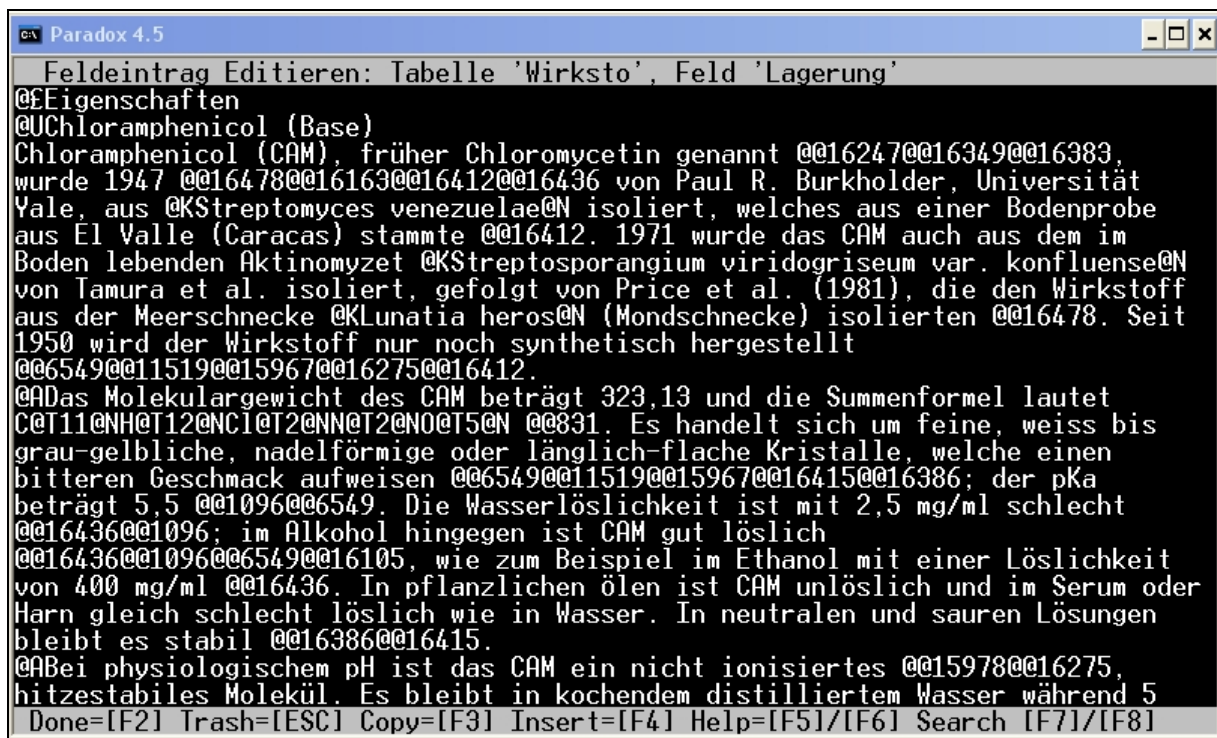 Paradox 4.5
Feldeintrag Editieren: Tabelle 'Wirksto', Feld 'Lagerung'
@£Eigenschaften
@UChloramphenicol (Base)
Chloramphenicol (CAM), früher Chloromycetin genannt @@16247@@16349@@16383,
wurde 1947 @@16478@@16163@@16412@@16436 von Paul R. Burkholder, Universität
Yale, aus @KStreptomyces venezuelae@N isoliert, welches aus einer Bodenprobe
aus El Valle (Caracas) stammte @@16412. 1971 wurde das CAM auch aus dem im
Boden lebenden Aktinomyzet @KStreptosporangium viridogriseum var. konfluense@N
von Tamura et al. isoliert, gefolgt von Price et al. (1981), die den Wirkstoff
aus der Meerschnecke @KLunatia heros@N (Mondschnecke) isolierten @@16478. Seit
1950 wird der Wirkstoff nur noch synthetisch hergestellt
@@6549@@11519@@15967@@16275@@16412.
@ADas Molekulargewicht des CAM beträgt 323,13 und die Summenformel lautet
C@T11@NH@T12@NCl@T2@NN@T2@NO@T5@N @@831. Es handelt sich um feine, weiss bis
grau-gelbliche, nadelförmige oder länglich-flache Kristalle, welche einen
bitteren Geschmack aufweisen @@6549@@11519@@15967@@16415@@16386; der pKa
beträgt 5,5 @@1096@@6549. Die Wasserlöslichkeit ist mit 2,5 mg/ml schlecht
@@16436@@1096; im Alkohol hingegen ist CAM gut löslich
@@16436@@1096@@6549@@16105, wie zum Beispiel im Ethanol mit einer Löslichkeit
von 400 mg/ml @@16436. In pflanzlichen ölen ist CAM unlöslich und im Serum oder
Harn gleich schlecht löslich wie in Wasser. In neutralen und sauren Lösungen
bleibt es stabil @@16386@@16415.
@ABei physiologischem pH ist das CAM ein nicht ionisiertes @@15978@@16275,
hitzestabiles Molekül. Es bleibt in kochendem distilliertem Wasser während 5
Done=[F2] Trash=[ESC] Copy=[F3] Insert=[F4] Help=[F5]/[F6] Search [F7]/[F8]